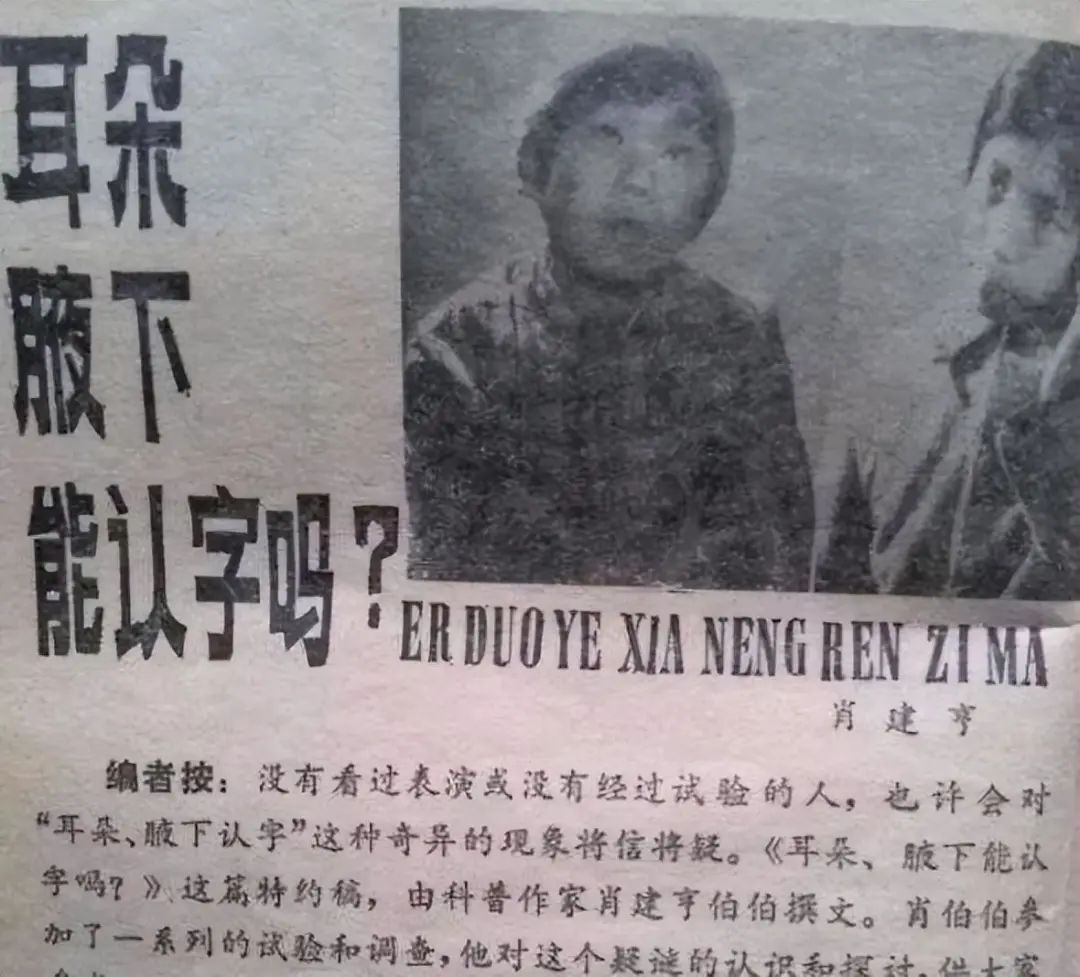 耳朵
腋下
能认字吗?
ER DUO YE XIA NENG REN ZI MA
肖建亨
编者按：没有看过表演或没有经过试验的人，也许会对
“耳朵、腋下认字”这种奇异的现象将信将疑。《耳朵、腋下能认
字吗？》这篇特约稿，由科普作家肖建亨伯伯撰文。肖伯伯参
加了一系列的试验和调查，他对这个疑谜的认识和探讨，供大家